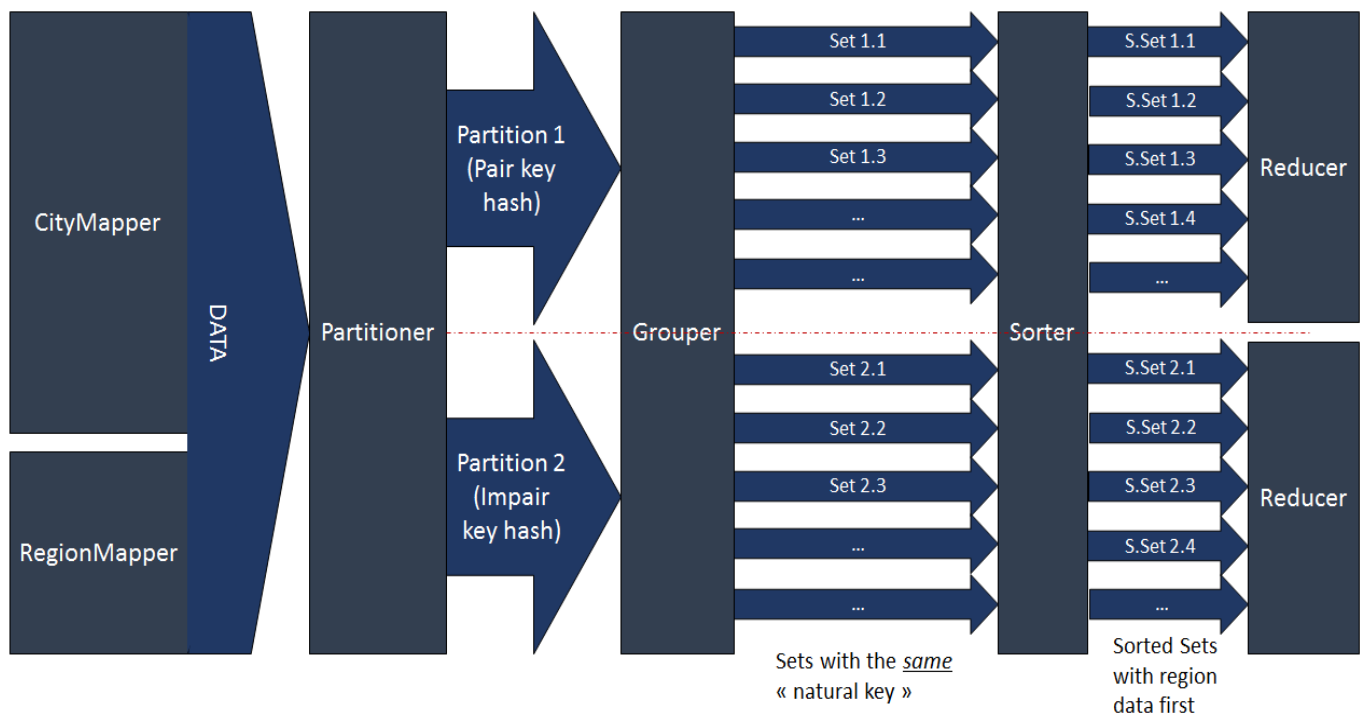 CityMapper
RegionMapper
DATA
Partitioner
Partition 1
(Pair key
hash)
Partition 2
(Impair
key hash)
Grouper
Set 1.1
Set 1.2
Set 1.3
...
...
Set 2.1
Set 2.2
Set 2.3
...
...
Sets with the same
« natural key »
Sorter
S.Set 1.1
S.Set 1.2
S.Set 1.3
S.Set 1.4
...
S.Set 2.1
S.Set 2.2
S.Set 2.3
S.Set 2.4
...
Sorted Sets
with region
data first
Reducer
Reducer